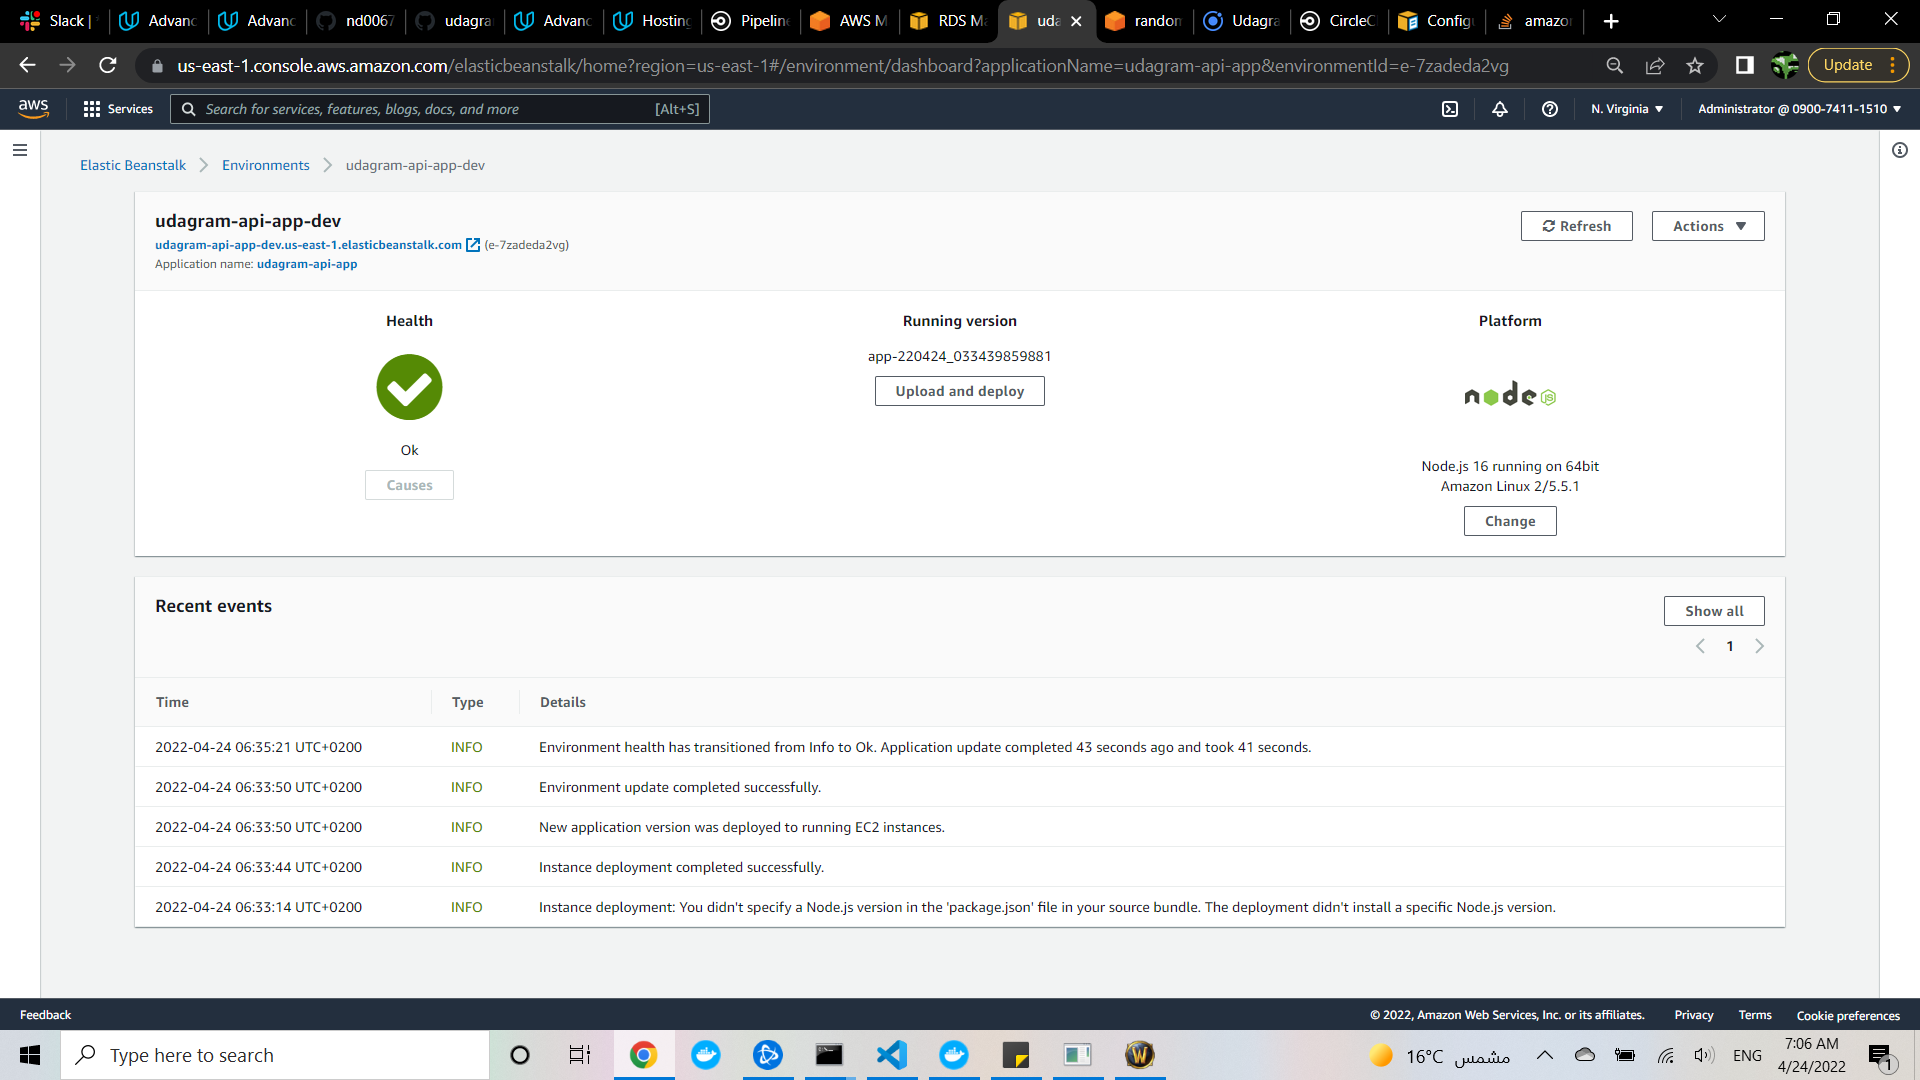 Slack |
Advanc
Advanc
nd0067
udagra
Advanc
Hosting
Pipeline
AWS M
RDS M
uda
random
Udagra
CircleC
Config
amazon
us-east-1.console.aws.amazon.com/elasticbeanstalk/home?region=us-east-1#/environment/dashboard?applicationName=udagram-api-app&environmentId=e-7zadeda2vg
Update
aws
Services
Search for services, features, blogs, docs, and more
[Alt+S]
N. Virginia
Administrator @ 0900-7411-1510
Elastic Beanstalk
Environments
udagram-api-app-dev
udagram-api-app-dev
udagram-api-app-dev.us-east-1.elasticbeanstalk.com (e-7zadeda2vg)
Application name: udagram-api-app
Refresh
Actions
Health
Ok
Causes
Running version
app-220424_033439859881
Upload and deploy
Platform
node JS
Node.js 16 running on 64bit
Amazon Linux 2/5.5.1
Change
Recent events
Show all
1
Time Type Details
2022-04-24 06:35:21 UTC+0200 INFO Environment health has transitioned from Info to Ok. Application update completed 43 seconds ago and took 41 seconds.
2022-04-24 06:33:50 UTC+0200 INFO Environment update completed successfully.
2022-04-24 06:33:50 UTC+0200 INFO New application version was deployed to running EC2 instances.
2022-04-24 06:33:44 UTC+0200 INFO Instance deployment completed successfully.
2022-04-24 06:33:14 UTC+0200 INFO Instance deployment: You didn't specify a Node.js version in the 'package.json' file in your source bundle. The deployment didn't install a specific Node.js version.
Feedback
© 2022, Amazon Web Services, Inc. or its affiliates.
Privacy
Terms
Cookie preferences
Type here to search
16°C مشمس
ENG
7:06 AM
4/24/2022
1